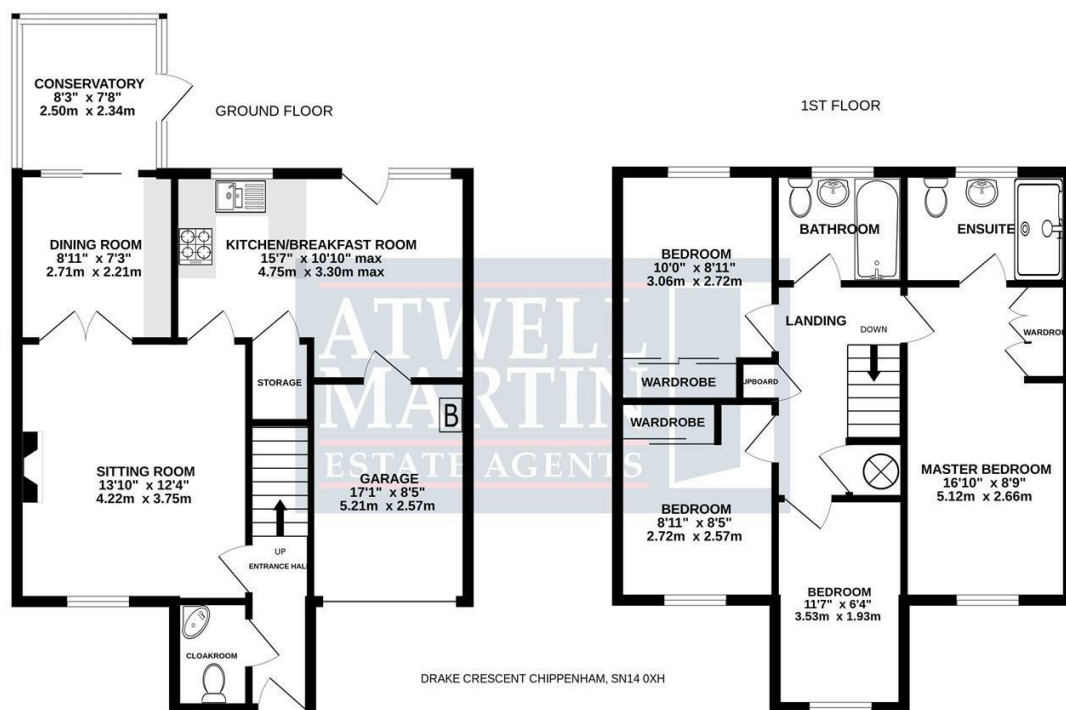 CONSERVATORY
8'3" x 7'8"
2.50m x 2.34m
GROUND FLOOR
DINING ROOM
8'11" x 7'3"
2.71m x 2.21m
KITCHEN/BREAKFAST ROOM
15'7" x 10'10" max
4.75m x 3.30m max
STORAGE
SITTING ROOM
13'10" x 12'4"
4.22m x 3.75m
B
GARAGE
17'1" x 8'5"
5.21m x 2.57m
UP
ENTRANCE HALL
CLOAKROOM
1ST FLOOR
BEDROOM
10'0" x 8'11"
3.06m x 2.72m
BATHROOM
ENSUITE
LANDING
DOWN
WARDROB
WARDROBE
UPBOARD
WARDROBE
BEDROOM
8'11" x 8'5"
2.72m x 2.57m
MASTER BEDROOM
16'10" x 8'9"
5.12m x 2.66m
BEDROOM
11'7" x 6'4"
3.53m x 1.93m
ATWELL
MARTIN
ESTATE AGENTS
DRAKE CRESCENT CHIPPENHAM, SN14 0XH